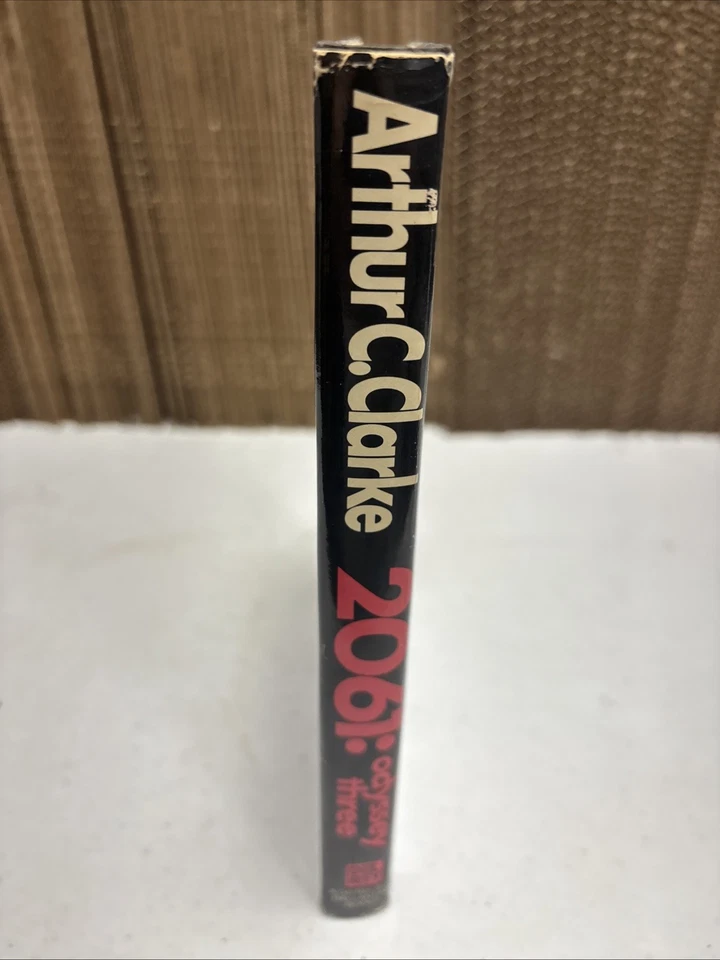 Arthur C. Clarke
2061:
odyssey
three